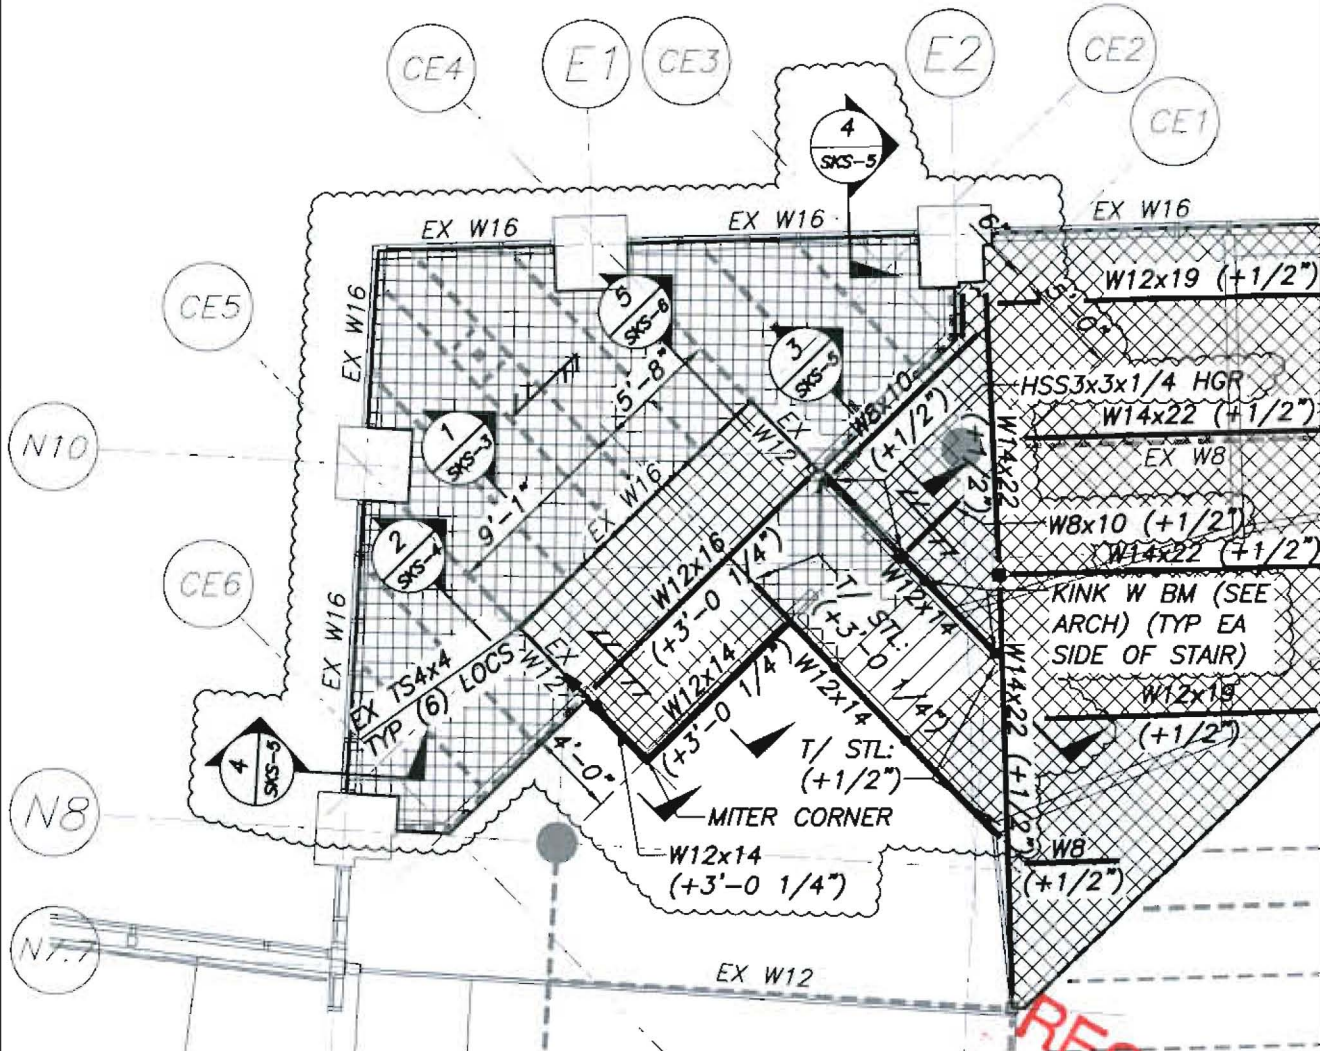 CE4
E1
CE3
E2
CE2
CE1
4
SKS-5
EX W16
EX W16
6"
EX W16
CE5
EX W16
5
SKS-6
3
SKS-5
W12x19 (+1/2")
5'-0"
5'-8"
HSS3x3x1/4 HGR
W14x22 (+1/2")
EX W8
W8x10
(+1/2")
EX W12
W14x22
N10
1
SKS-3
9'-1"
EX W16
W8x10 (+1/2")
W14x22 (+1/2")
2
SKS-4
CE6
W12x16
(+3'-0
1/4")
T/ STL:
(+3'-0
1/4")
W12x14
KINK W BM (SEE
ARCH) (TYP EA
SIDE OF STAIR)
EX W16
EX TS4x4
TYP (6) LOCS
EX W12
W12x14
(+3'-0 1/4")
W12x14
W14x22 (+1/2")
W12x19
(+1/2")
4
SKS-5
4'-0"
T/ STL:
(+1/2")
N8
MITER CORNER
W12x14
(+3'-0 1/4")
W8
(+1/2")
N7.7
EX W12